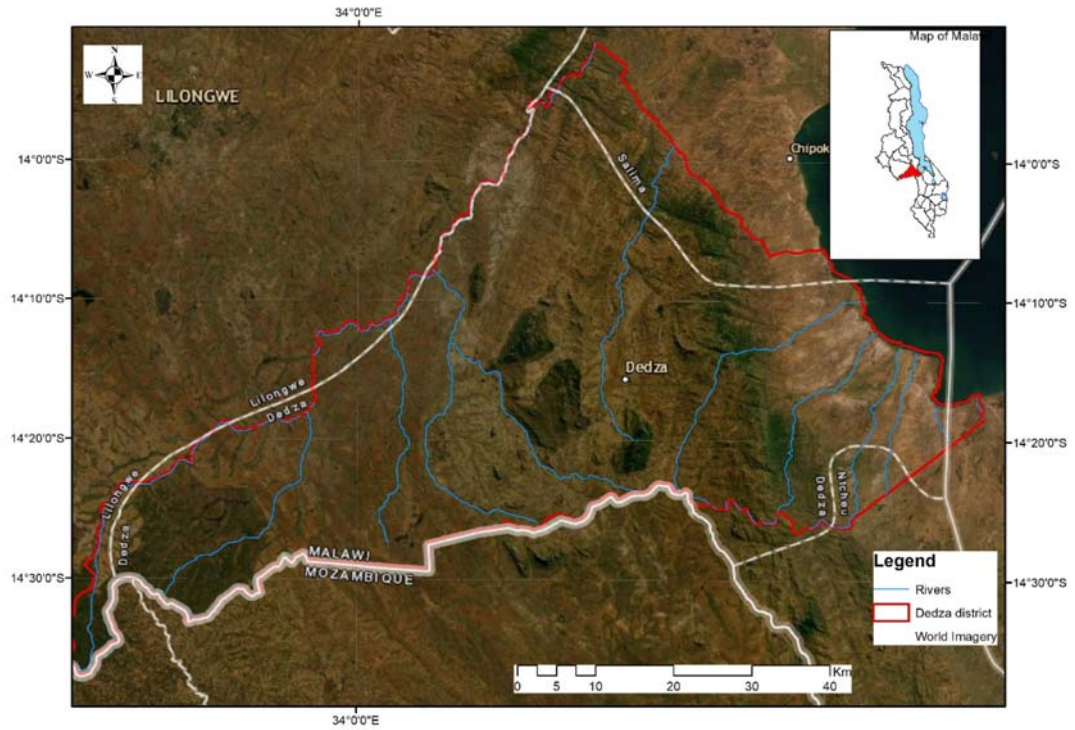 34°0'0"E
Map of Malawi
N
W E
S
LILONGWE
Chipok
Salima
14°0'0"S
14°0'0"S
14°10'0"S
14°10'0"S
Dedza
Lilongwe
Dedza
14°20'0"S
14°20'0"S
Lilongwe
Dedza
Dedza
Ntcheu
MALAWI
MOZAMBIQUE
14°30'0"S
14°30'0"S
Legend
Rivers
Dedza district
World Imagery
Km
0 5 10 20 30 40
34°0'0"E